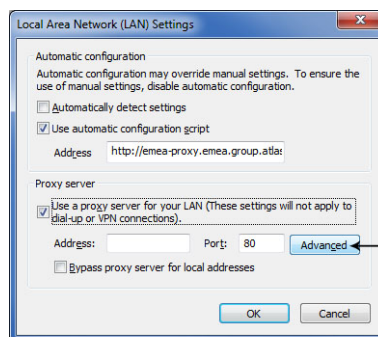 Local Area Network (LAN) Settings
Automatic configuration
Automatic configuration may override manual settings. To ensure the
use of manual settings, disable automatic configuration.
Automatically detect settings
Use automatic configuration script
Address http://emea-proxy.emea.group.atlas
Proxy server
Use a proxy server for your LAN (These settings will not apply to
dial-up or VPN connections).
Address: Port: 80 Advanced
Bypass proxy server for local addresses
OK Cancel